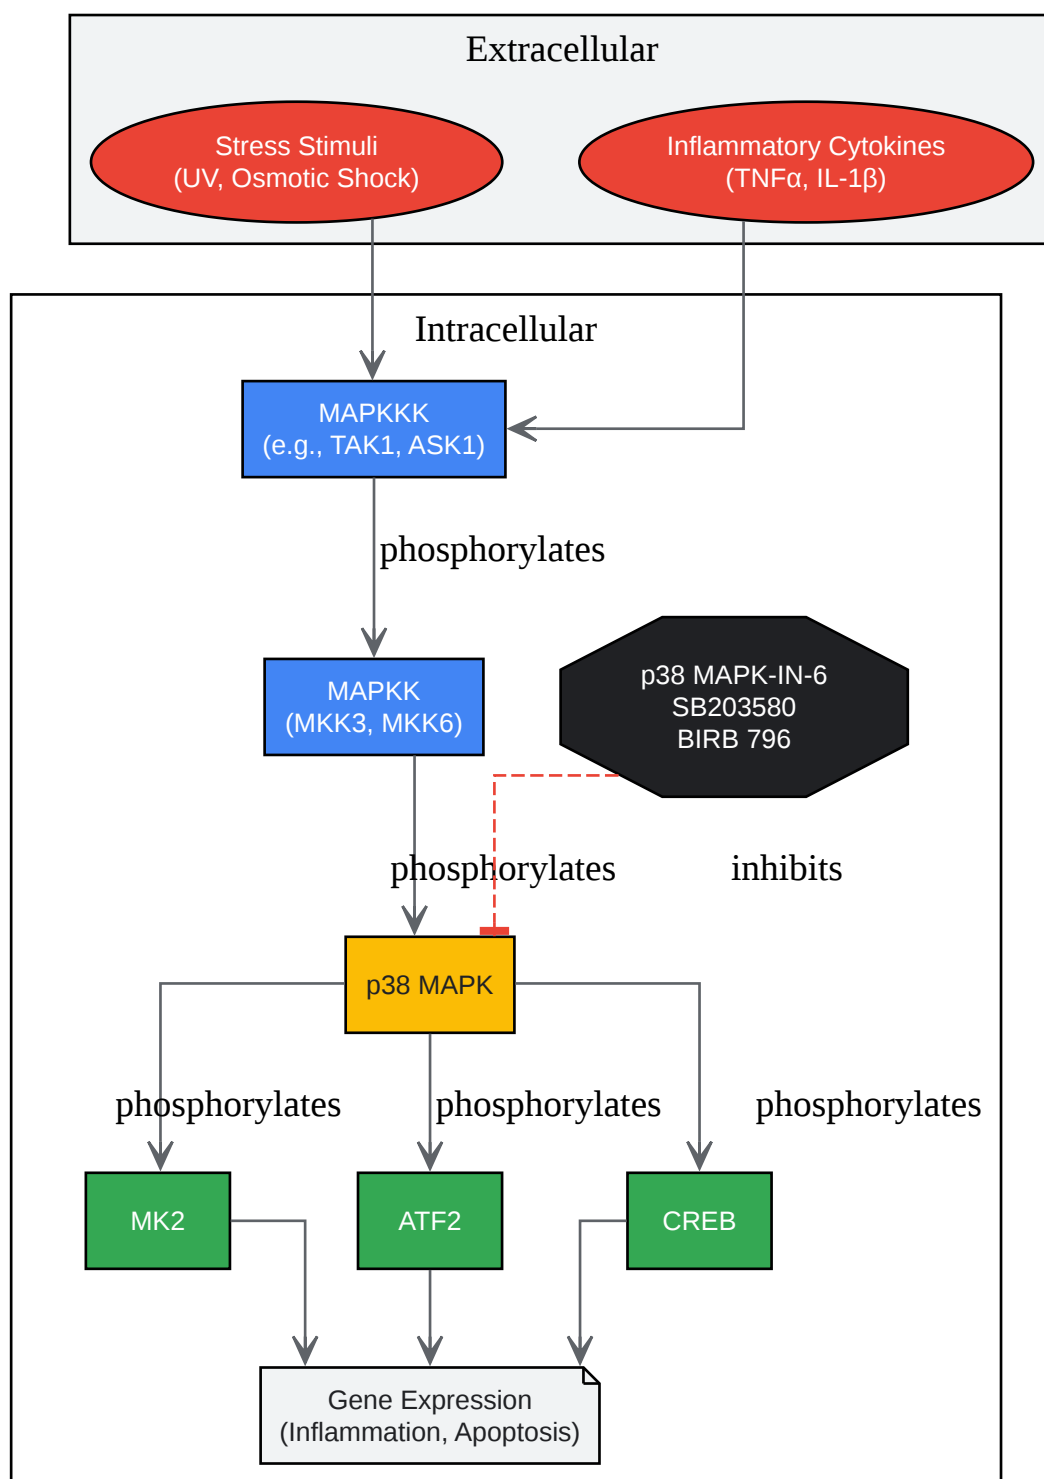 Extracellular
Stress Stimuli
(UV, Osmotic Shock)
Inflammatory Cytokines
(TNFα, IL-1β)
Intracellular
MAPKKK
(e.g., TAK1, ASK1)
phosphorylates
MAPKK
(MKK3, MKK6)
p38 MAPK-IN-6
SB203580
BIRB 796
phosphorylates
inhibits
p38 MAPK
phosphorylates
phosphorylates
phosphorylates
MK2
ATF2
CREB
Gene Expression
(Inflammation, Apoptosis)